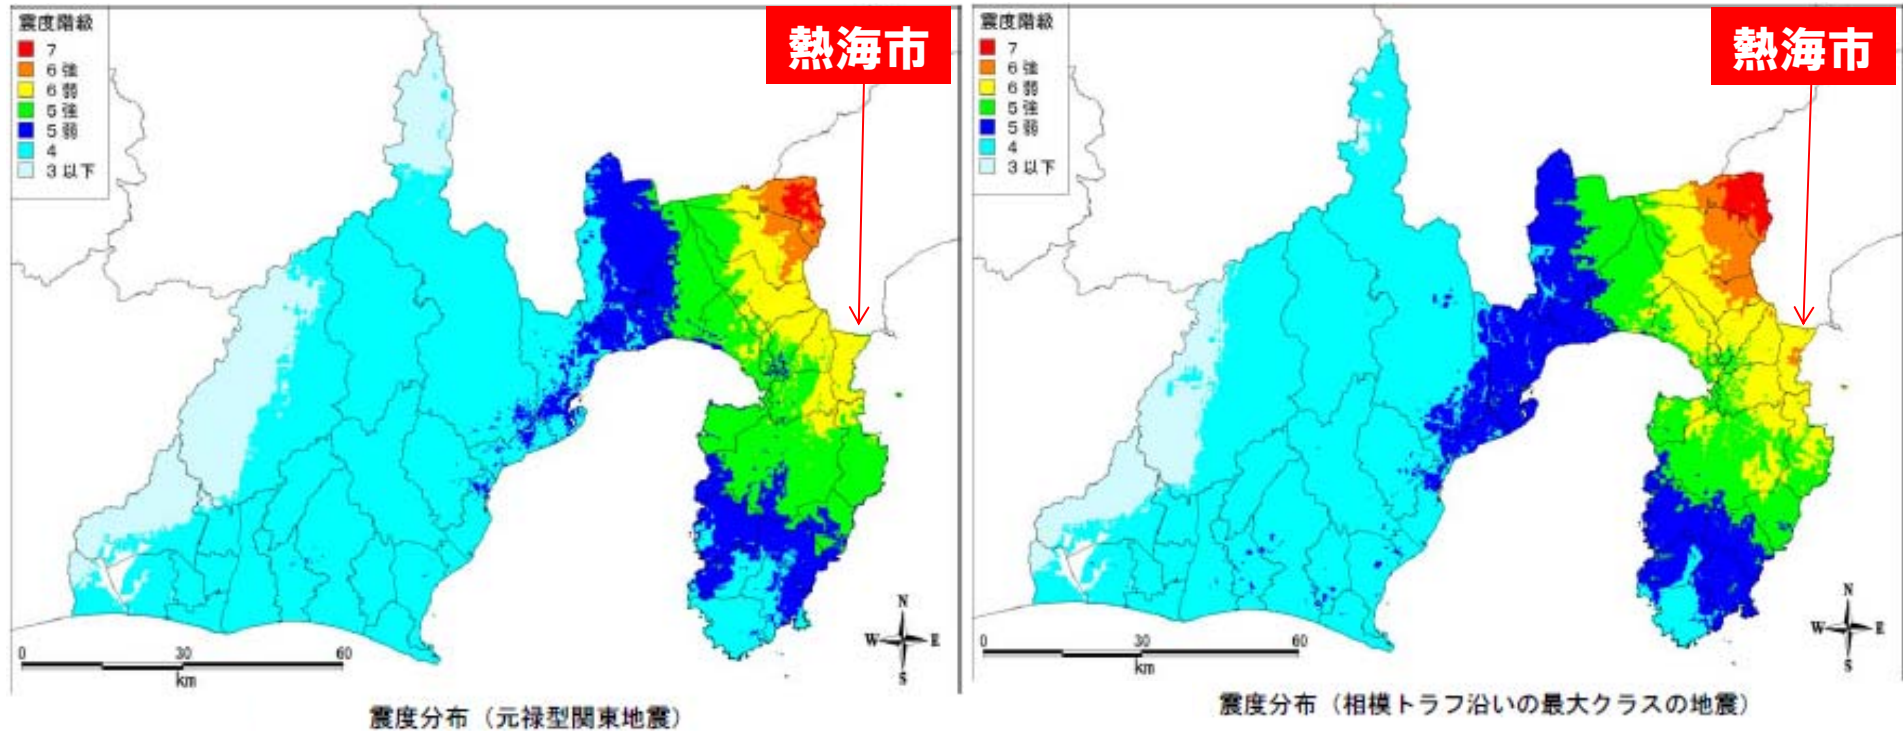 震度階級
7
6強
6弱
5強
5弱
4
3以下
熱海市
N
W E
S
0 30 60
km
震度分布（元禄型関東地震）
震度階級
7
6強
6弱
5強
5弱
4
3以下
熱海市
N
W E
S
0 30 60
km
震度分布（相模トラフ沿いの最大クラスの地震）